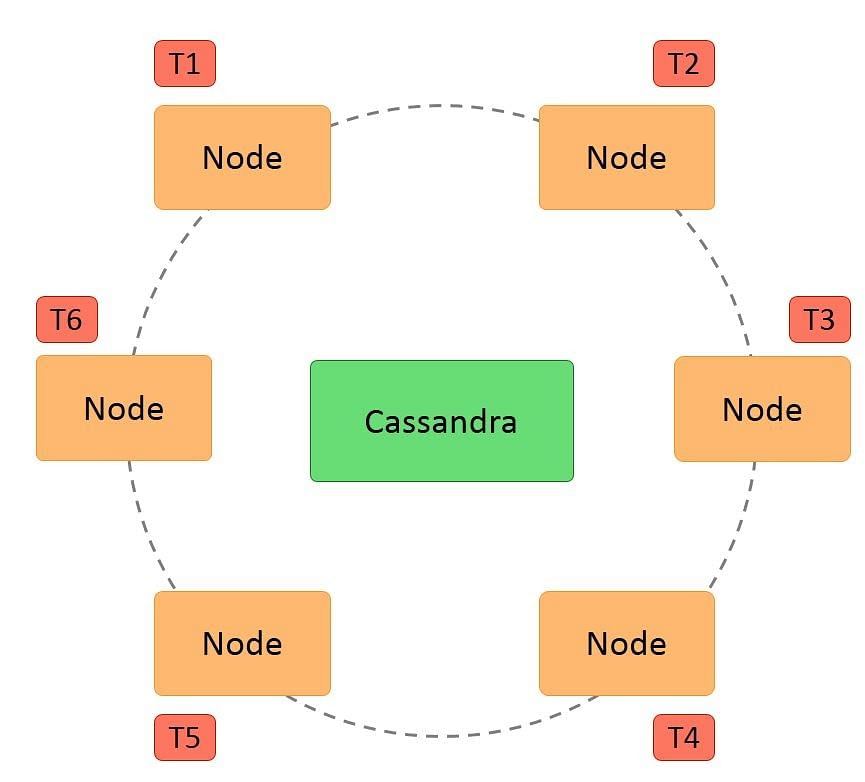 T1
T2
Node
Node
T6
T3
Node
Cassandra
Node
Node
Node
T5
T4